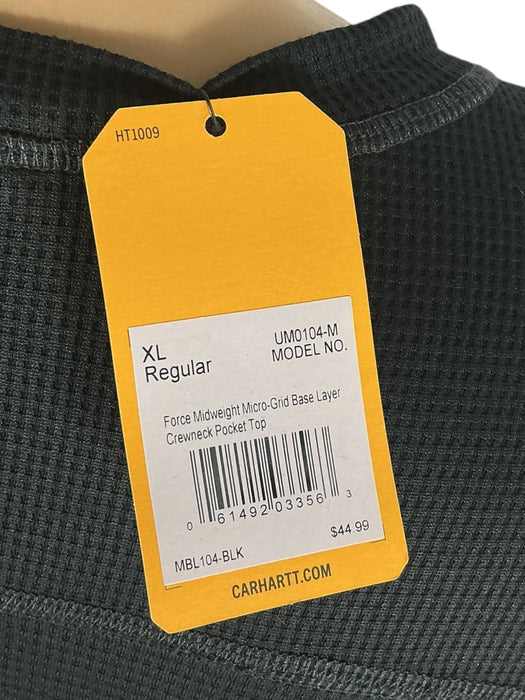 HT1009
XL
Regular
UM0104-M
MODEL NO.
Force Midweight Micro-Grid Base Layer
Crewneck Pocket Top
0 61492 03356 3
$44.99
MBL104-BLK
CARHARTT.COM